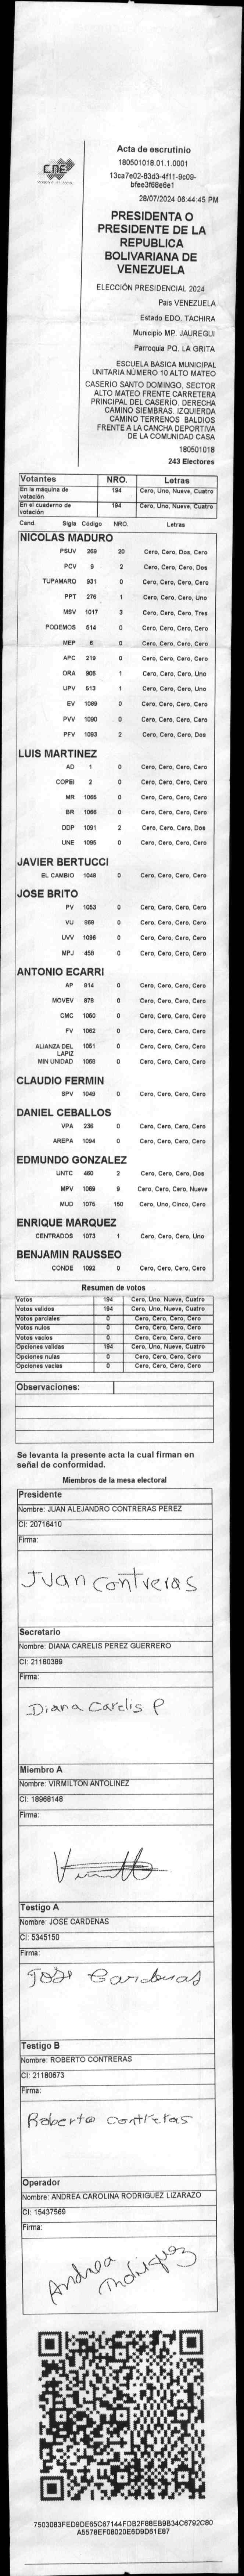 CNE
Acta de escrutinio
180501018.01.1.0001
13ca7e02-83d3-4f11-9c09-
bfee3f68e6e1
28/07/2024 06:44:45 PM
PRESIDENTA O
PRESIDENTE DE LA
REPUBLICA
BOLIVARIANA DE
VENEZUELA
ELECCIÓN PRESIDENCIAL 2024
País VENEZUELA
Estado EDO. TACHIRA
Municipio MP. JAUREGUI
Parroquia PQ. LA GRITA
ESCUELA BASICA MUNICIPAL
UNITARIA NÚMERO 10 ALTO MATEO
CASERIO SANTO DOMINGO. SECTOR
ALTO MATEO FRENTE CARRETERA
PRINCIPAL DEL CASERÍO. DERECHA
CAMINO SIEMBRAS. IZQUIERDA
CAMINO TERRENOS BALDIOS
FRENTE A LA CANCHA DEPORTIVA
DE LA COMUNIDAD CASA
180501018
243 Electores
Votantes NRO. Letras
En la máquina de votación 194 Cero, Uno, Nueve, Cuatro
En el cuaderno de votación 194 Cero, Uno, Nueve, Cuatro
Cand. Sigla Código NRO. Letras
NICOLAS MADURO
PSUV 269 20 Cero, Cero, Dos, Cero
PCV 9 2 Cero, Cero, Cero, Dos
TUPAMARO 931 0 Cero, Cero, Cero, Cero
PPT 276 1 Cero, Cero, Cero, Uno
MSV 1017 3 Cero, Cero, Cero, Tres
PODEMOS 514 0 Cero, Cero, Cero, Cero
MEP 6 0 Cero, Cero, Cero, Cero
APC 219 0 Cero, Cero, Cero, Cero
ORA 906 1 Cero, Cero, Cero, Uno
UPV 513 1 Cero, Cero, Cero, Uno
EV 1089 0 Cero, Cero, Cero, Cero
PVV 1090 0 Cero, Cero, Cero, Cero
PFV 1093 2 Cero, Cero, Cero, Dos
LUIS MARTINEZ
AD 1 0 Cero, Cero, Cero, Cero
COPEI 2 0 Cero, Cero, Cero, Cero
MR 1065 0 Cero, Cero, Cero, Cero
BR 1066 0 Cero, Cero, Cero, Cero
DDP 1091 2 Cero, Cero, Cero, Dos
UNE 1095 0 Cero, Cero, Cero, Cero
JAVIER BERTUCCI
EL CAMBIO 1048 0 Cero, Cero, Cero, Cero
JOSE BRITO
PV 1053 0 Cero, Cero, Cero, Cero
VU 869 0 Cero, Cero, Cero, Cero
UVV 1096 0 Cero, Cero, Cero, Cero
MPJ 458 0 Cero, Cero, Cero, Cero
ANTONIO ECARRI
AP 914 0 Cero, Cero, Cero, Cero
MOVEV 879 0 Cero, Cero, Cero, Cero
CMC 1050 0 Cero, Cero, Cero, Cero
FV 1062 0 Cero, Cero, Cero, Cero
ALIANZA DEL LAPIZ 1051 0 Cero, Cero, Cero, Cero
MIN UNIDAD 1058 0 Cero, Cero, Cero, Cero
CLAUDIO FERMIN
SPV 1049 0 Cero, Cero, Cero, Cero
DANIEL CEBALLOS
VPA 236 0 Cero, Cero, Cero, Cero
AREPA 1094 0 Cero, Cero, Cero, Cero
EDMUNDO GONZALEZ
UNTC 460 2 Cero, Cero, Cero, Dos
MPV 1069 9 Cero, Cero, Cero, Nueve
MUD 1075 150 Cero, Uno, Cinco, Cero
ENRIQUE MARQUEZ
CENTRADOS 1073 1 Cero, Cero, Cero, Uno
BENJAMIN RAUSSEO
CONDE 1092 0 Cero, Cero, Cero, Cero
Resumen de votos
Votos 194 Cero, Uno, Nueve, Cuatro
Votos validos 194 Cero, Uno, Nueve, Cuatro
Votos parciales 0 Cero, Cero, Cero, Cero
Votos nulos 0 Cero, Cero, Cero, Cero
Votos vacios 0 Cero, Cero, Cero, Cero
Opciones validas 194 Cero, Uno, Nueve, Cuatro
Opciones nulas 0 Cero, Cero, Cero, Cero
Opciones vacias 0 Cero, Cero, Cero, Cero
Observaciones:
Se levanta la presente acta la cual firman en
señal de conformidad.
Miembros de la mesa electoral
Presidente
Nombre: JUAN ALEJANDRO CONTRERAS PEREZ
CI: 20716410
Firma:
Juan Contreras
Secretario
Nombre: DIANA CARELIS PEREZ GUERRERO
CI: 21180389
Firma:
Diana Carelis P
Miembro A
Nombre: VIRMILTON ANTOLINEZ
CI: 18968148
Firma:
Testigo A
Nombre: JOSE CARDENAS
CI: 5345150
Firma:
Jose Cardenas
Testigo B
Nombre: ROBERTO CONTRERAS
CI: 21180673
Firma:
Roberto Contreras
Operador
Nombre: ANDREA CAROLINA RODRIGUEZ LIZARAZO
CI: 15437569
Firma:
Andrea Rodriguez
7503083FED9DE65C67144FDB2F88EB9B34C6792C80
A5578EF08020E6D9D61E87